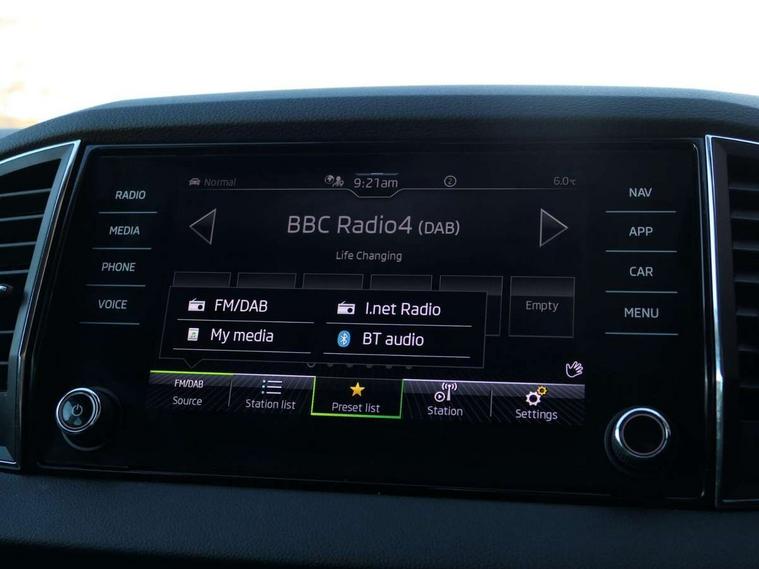 RADIO
MEDIA
PHONE
VOICE
Normal
9:21am
2
6.0°C
BBC Radio4 (DAB)
Life Changing
Empty
FM/DAB
I.net Radio
My media
BT audio
FM/DAB
Source
Station list
Preset list
Station
Settings
NAV
APP
CAR
MENU